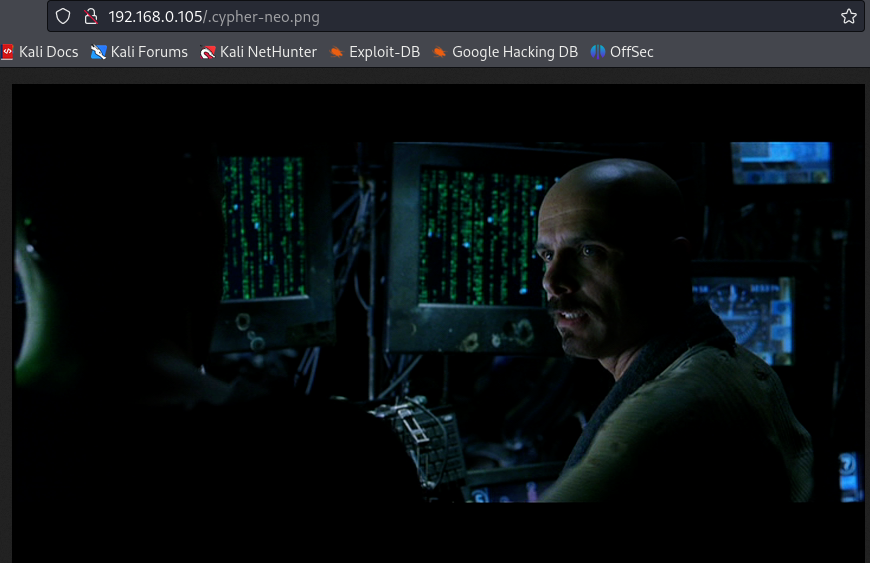 192.168.0.105/.cypher-neo.png
Kali Docs Kali Forums Kali NetHunter Exploit-DB Google Hacking DB OffSec